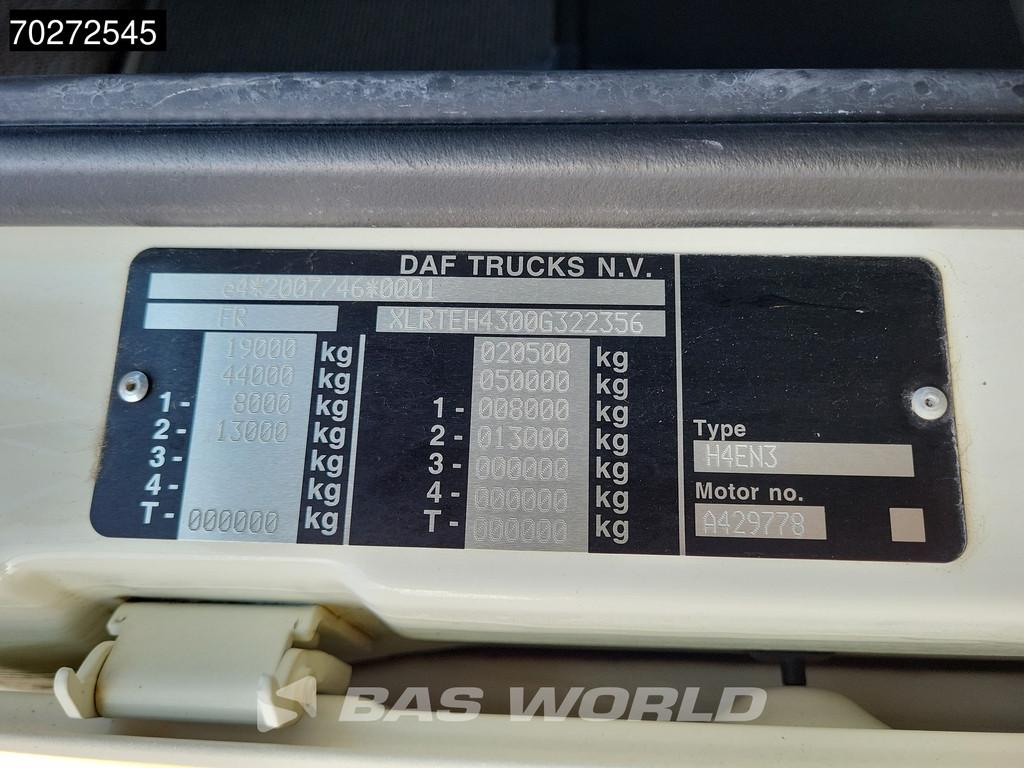 70272545
DAF TRUCKS N.V.
e4*2007/46*0001
FR XLRTEH4300G322356
19000 kg 020500 kg
44000 kg 050000 kg
1- 8000 kg 1- 008000 kg
2- 13000 kg 2- 013000 kg
3- kg 3- 000000 kg
4- kg 4- 000000 kg
T- 000000 kg T- 000000 kg
Type
H4EN3
Motor no.
A429778
BAS WORLD